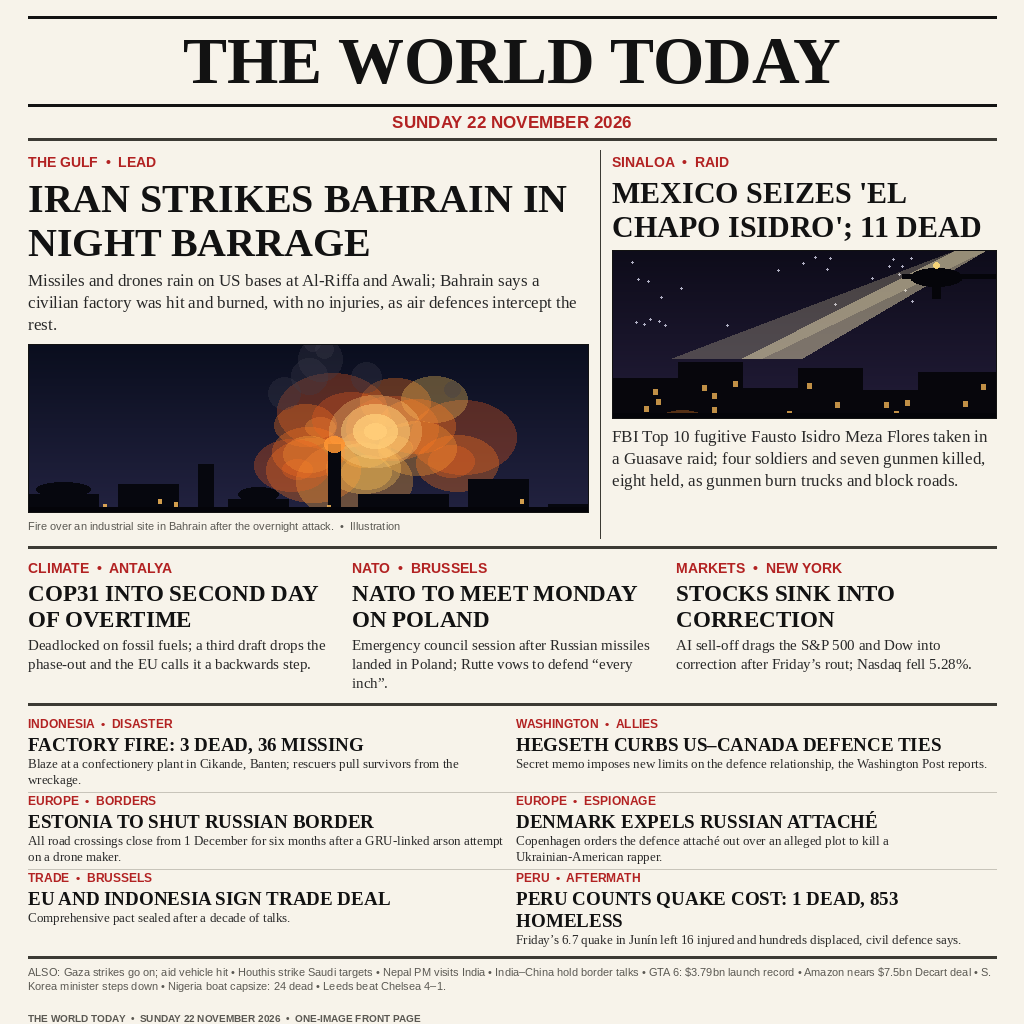 THE WORLD TODAY
SUNDAY 22 NOVEMBER 2026
THE GULF • LEAD
IRAN STRIKES BAHRAIN IN
NIGHT BARRAGE
Missiles and drones rain on US bases at Al-Riffa and Awali; Bahrain says a
civilian factory was hit and burned, with no injuries, as air defences intercept the
rest.
Fire over an industrial site in Bahrain after the overnight attack. • Illustration
SINALOA • RAID
MEXICO SEIZES 'EL
CHAPO ISIDRO'; 11 DEAD
FBI Top 10 fugitive Fausto Isidro Meza Flores taken in
a Guasave raid; four soldiers and seven gunmen killed,
eight held, as gunmen burn trucks and block roads.
CLIMATE • ANTALYA
COP31 INTO SECOND DAY
OF OVERTIME
Deadlocked on fossil fuels; a third draft drops the
phase-out and the EU calls it a backwards step.
NATO • BRUSSELS
NATO TO MEET MONDAY
ON POLAND
Emergency council session after Russian missiles
landed in Poland; Rutte vows to defend “every
inch”.
MARKETS • NEW YORK
STOCKS SINK INTO
CORRECTION
AI sell-off drags the S&P 500 and Dow into
correction after Friday’s rout; Nasdaq fell 5.28%.
INDONESIA • DISASTER
FACTORY FIRE: 3 DEAD, 36 MISSING
Blaze at a confectionery plant in Cikande, Banten; rescuers pull survivors from the
wreckage.
WASHINGTON • ALLIES
HEGSETH CURBS US–CANADA DEFENCE TIES
Secret memo imposes new limits on the defence relationship, the Washington Post reports.
EUROPE • BORDERS
ESTONIA TO SHUT RUSSIAN BORDER
All road crossings close from 1 December for six months after a GRU-linked arson attempt
on a drone maker.
EUROPE • ESPIONAGE
DENMARK EXPELS RUSSIAN ATTACHÉ
Copenhagen orders the defence attaché out over an alleged plot to kill a
Ukrainian-American rapper.
TRADE • BRUSSELS
EU AND INDONESIA SIGN TRADE DEAL
Comprehensive pact sealed after a decade of talks.
PERU • AFTERMATH
PERU COUNTS QUAKE COST: 1 DEAD, 853
HOMELESS
Friday’s 6.7 quake in Junín left 16 injured and hundreds displaced, civil defence says.
ALSO: Gaza strikes go on; aid vehicle hit • Houthis strike Saudi targets • Nepal PM visits India • India–China hold border talks • GTA 6: $3.79bn launch record • Amazon nears $7.5bn Decart deal • S.
Korea minister steps down • Nigeria boat capsize: 24 dead • Leeds beat Chelsea 4–1.
THE WORLD TODAY • SUNDAY 22 NOVEMBER 2026 • ONE-IMAGE FRONT PAGE